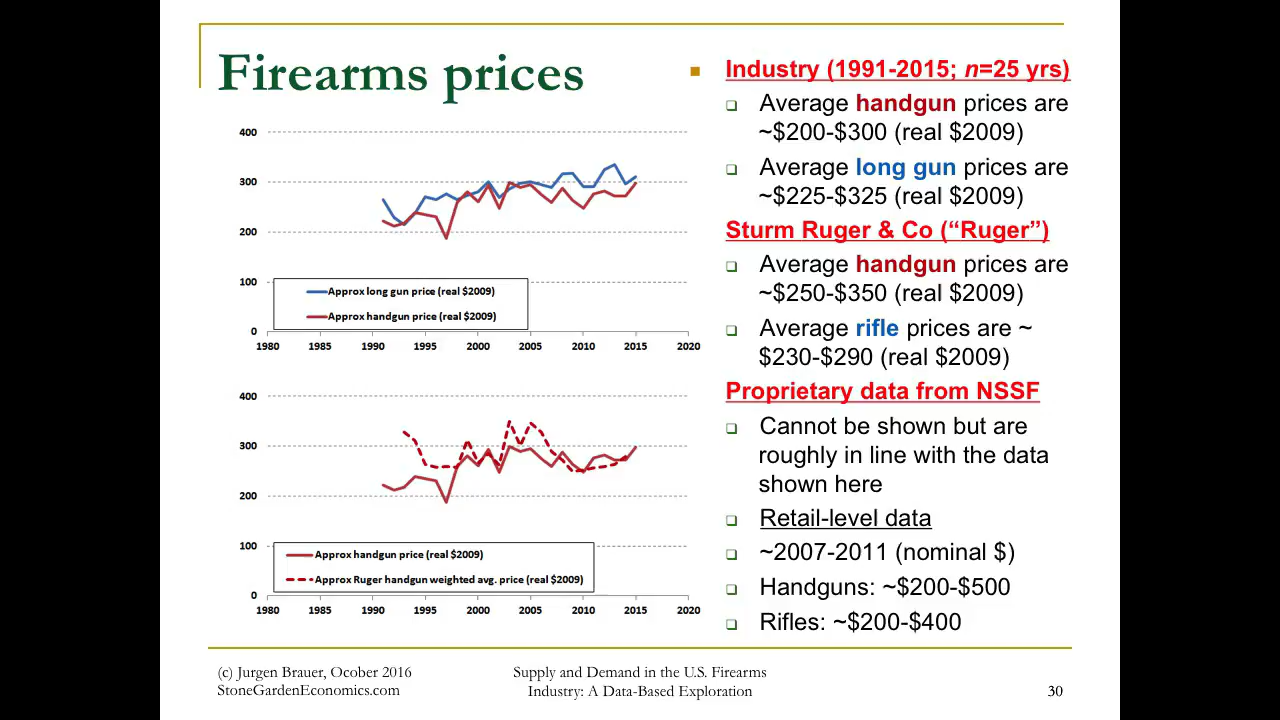 Firearms prices
400
300
200
100
0
1980 1985 1990 1995 2000 2005 2010 2015 2020
Approx long gun price (real $2009)
Approx handgun price (real $2009)
400
300
200
100
0
1980 1985 1990 1995 2000 2005 2010 2015 2020
Approx handgun price (real $2009)
Approx Ruger handgun weighted avg. price (real $2009)
Industry (1991-2015; n=25 yrs)
Average handgun prices are
~$200-$300 (real $2009)
Average long gun prices are
~$225-$325 (real $2009)
Sturm Ruger & Co (“Ruger”)
Average handgun prices are
~$250-$350 (real $2009)
Average rifle prices are ~
$230-$290 (real $2009)
Proprietary data from NSSF
Cannot be shown but are
roughly in line with the data
shown here
Retail-level data
~2007-2011 (nominal $)
Handguns: ~$200-$500
Rifles: ~$200-$400
(c) Jurgen Brauer, Ocober 2016
StoneGardenEconomics.com
Supply and Demand in the U.S. Firearms
Industry: A Data-Based Exploration
30